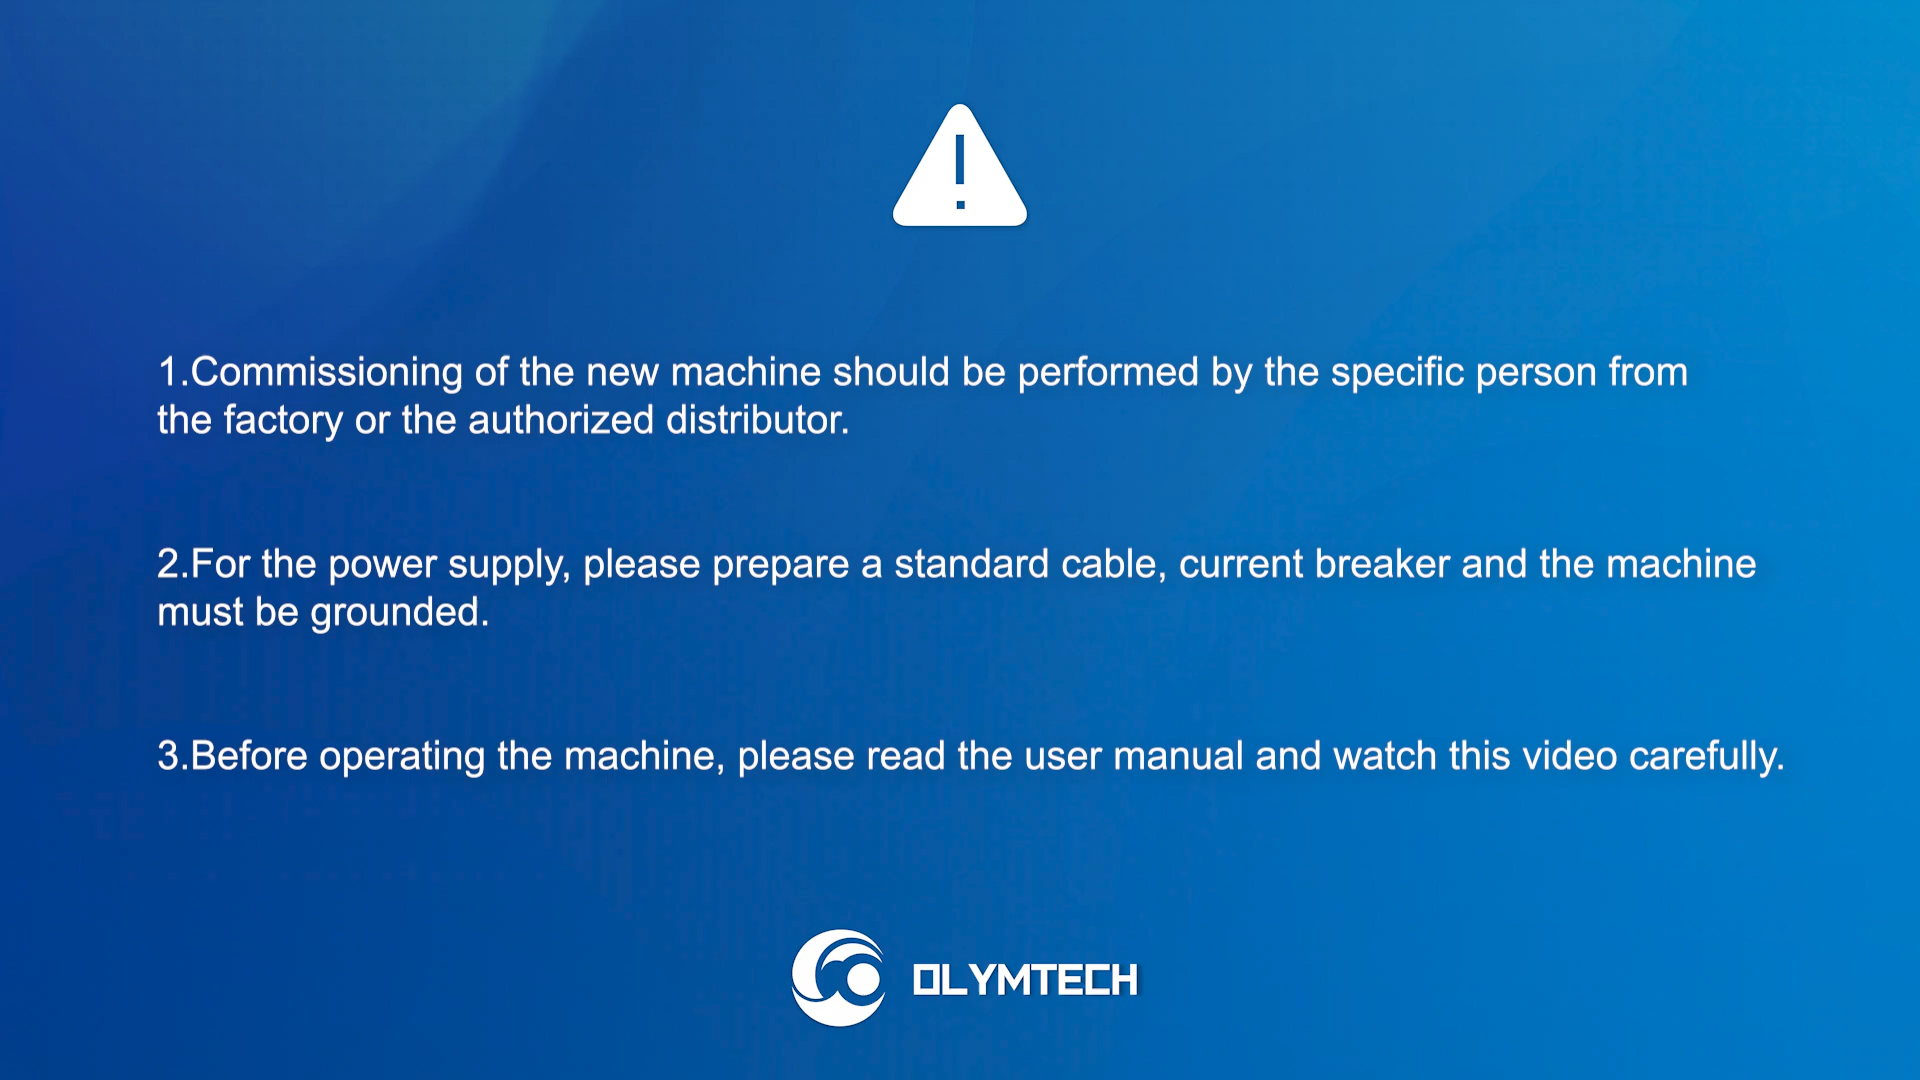 1.Commissioning of the new machine should be performed by the specific person from
the factory or the authorized distributor.
2.For the power supply, please prepare a standard cable, current breaker and the machine
must be grounded.
3.Before operating the machine, please read the user manual and watch this video carefully.
OLYMTECH